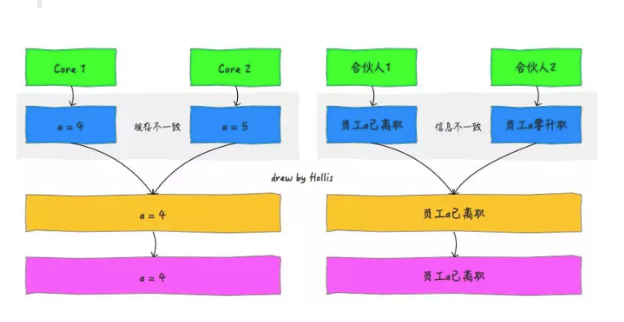 Core 1
Core 2
合伙人1
合伙人2
a = 4
缓存不一致
a = 5
员工a已离职
信息不一致
员工a要升职
draw by Hollis
a = 4
员工a已离职
a = 4
员工a已离职